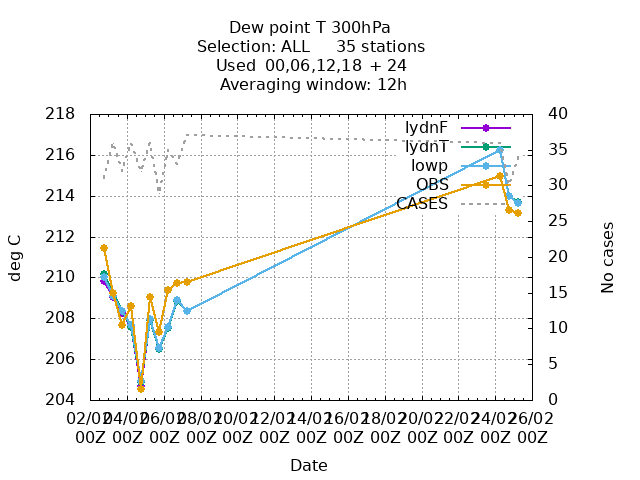 Dew point T 300hPa
Selection: ALL 35 stations
Used 00,06,12,18 + 24
Averaging window: 12h
218 40
lydnF
216 35
lydnT
lowp
214 30
OBS
CASES
212 25
deg C
No cases
210 20
15
208 10
206 5
204 0
02/02 04/02 06/02 08/02 10/02 12/02 14/02 16/02 18/02 20/02 22/02 24/02 26/02
00Z 00Z 00Z 00Z 00Z 00Z 00Z 00Z 00Z 00Z 00Z 00Z 00Z
Date